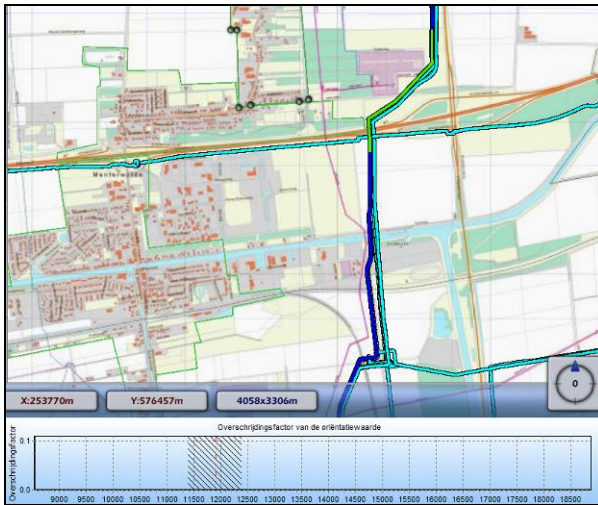 Menterwolde
0
X:253770m Y:576457m 4058x3306m
Overschrijdingsfactor van de oriëntatiewaarde
Overschrijdingsfactor
0.1
0.0
9000 9500 10000 10500 11000 11500 12000 12500 13000 13500 14000 14500 15000 15500 16000 16500 17000 17500 18000 18500